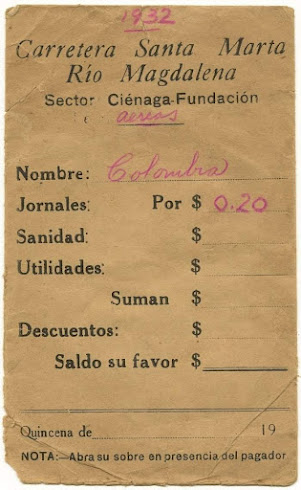 1932
Carretera Santa Marta
Río Magdalena
Sector Ciénaga-Fundación
aereas
Nombre: Colombia
Jornales: Por $ 0.20
Sanidad: $
Utilidades: $
Suman $
Descuentos: $
Saldo su favor $
Quincena de 19
NOTA:—Abra su sobre en presencia del pagador